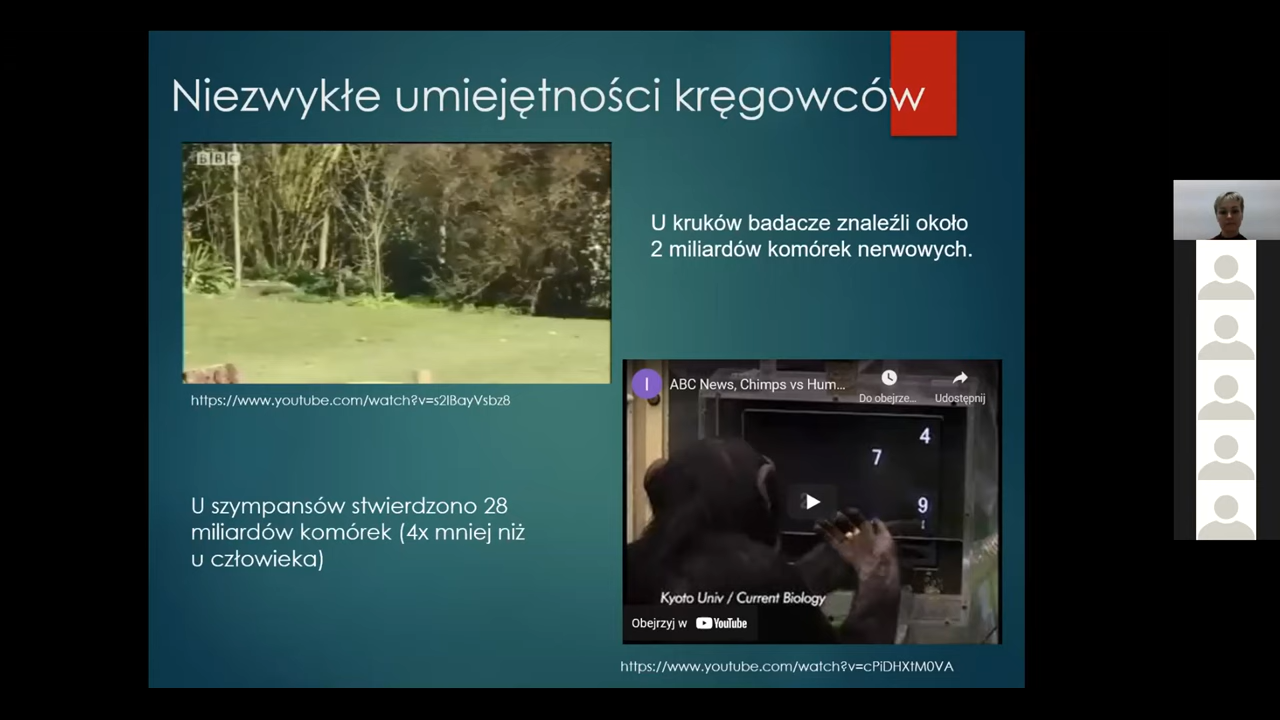 Niezwykłe umiejętności kręgowców
BBC
U kruków badacze znaleźli około
2 miliardów komórek nerwowych.
https://www.youtube.com/watch?v=s2IBayVsbz8
I
ABC News, Chimps vs Hum...
Do obejrze...
Udostępnij
4
7
9
U szympansów stwierdzono 28
miliardów komórek (4x mniej niż
u człowieka)
Kyoto Univ / Current Biology
Obejrzyj w YouTube
https://www.youtube.com/watch?v=cPiDHXtM0VA